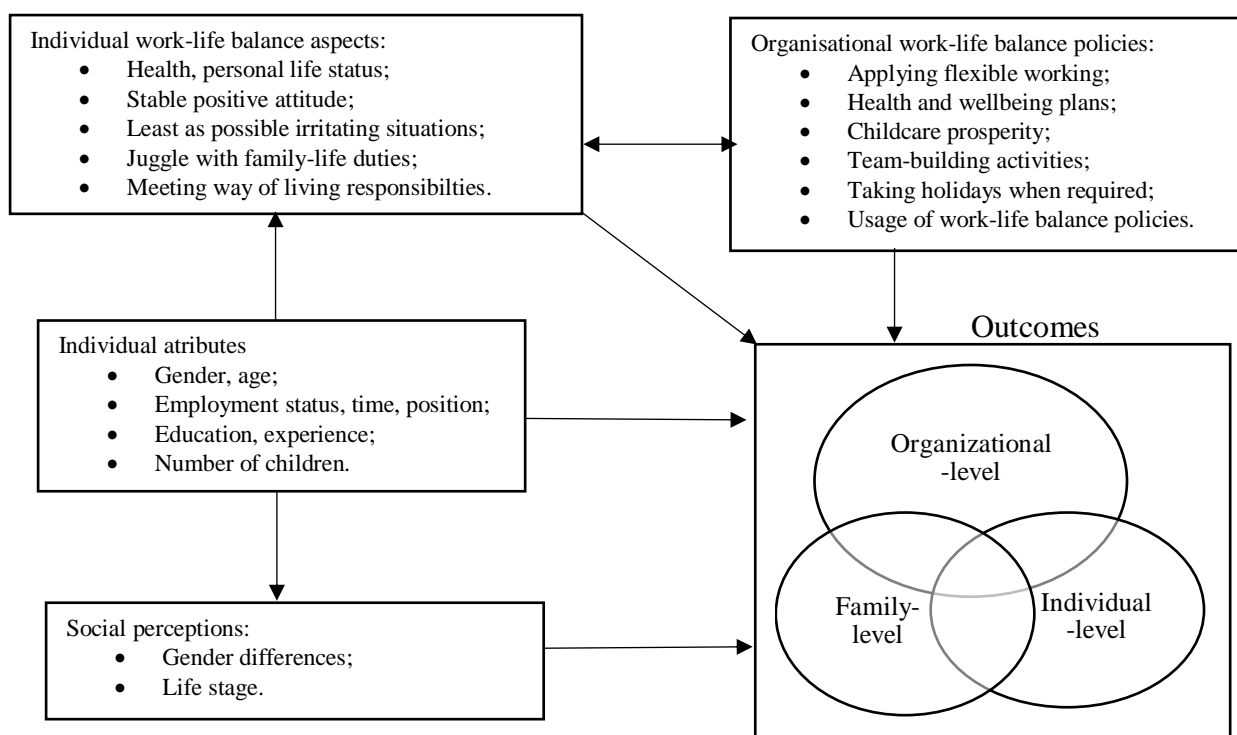 Individual work-life balance aspects:
• Health, personal life status;
• Stable positive attitude;
• Least as possible irritating situations;
• Juggle with family-life duties;
• Meeting way of living responsibilties.
Organisational work-life balance policies:
• Applying flexible working;
• Health and wellbeing plans;
• Childcare prosperity;
• Team-building activities;
• Taking holidays when required;
• Usage of work-life balance policies.
Individual atributes
• Gender, age;
• Employment status, time, position;
• Education, experience;
• Number of children.
Social perceptions:
• Gender differences;
• Life stage.
Outcomes
Organizational
-level
Family-
level
Individual
-level